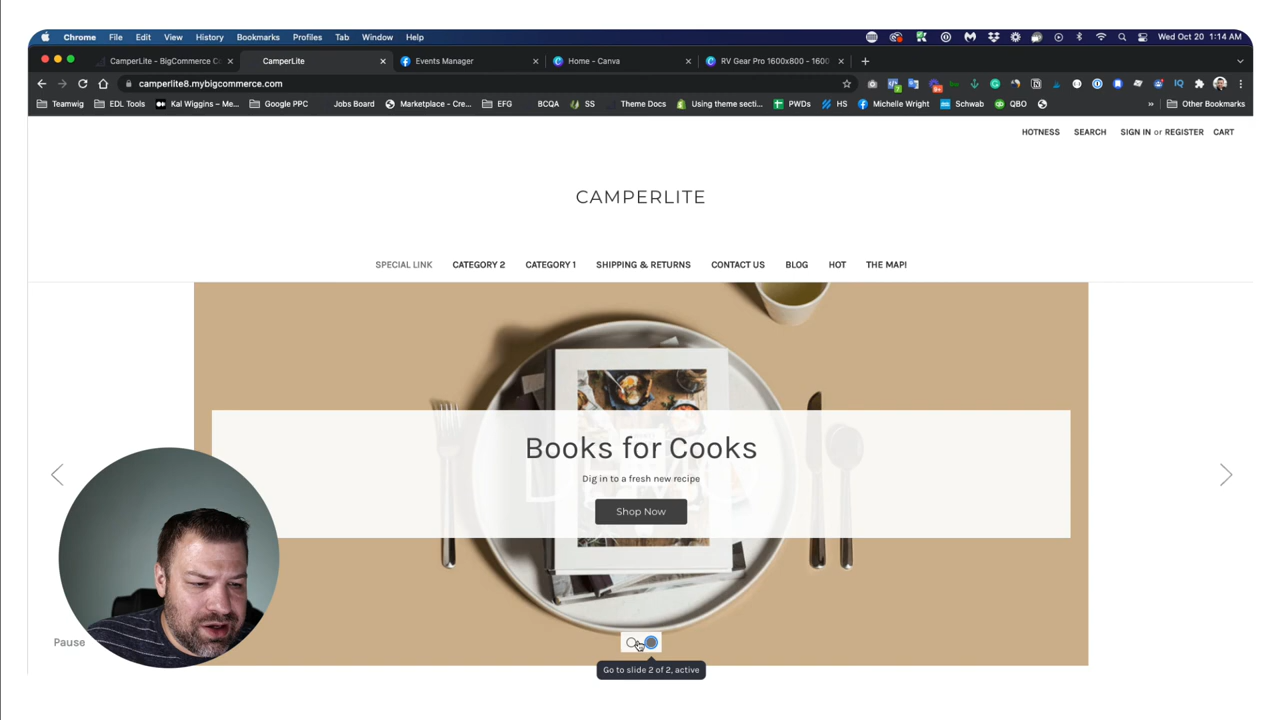 Chrome File Edit View History Bookmarks Profiles Tab Window Help Wed Oct 20 1:14 AM
CamperLite - BigCommerce C CamperLite Events Manager Home - Canva RV Gear Pro 1600x800 - 160
camperlite8.mybigcommerce.com
Teamwig EDL Tools Kal Wiggins – Me... Google PPC Jobs Board Marketplace - Cre... EFG BCQA SS Theme Docs Using theme secti... PWDs HS Michelle Wright Schwab QBO » Other Bookmarks
HOTNESS SEARCH SIGN IN or REGISTER CART
CAMPERLITE
SPECIAL LINK CATEGORY 2 CATEGORY 1 SHIPPING & RETURNS CONTACT US BLOG HOT THE MAP!
Books for Cooks
Dig in to a fresh new recipe
Shop Now
Pause
Go to slide 2 of 2, active